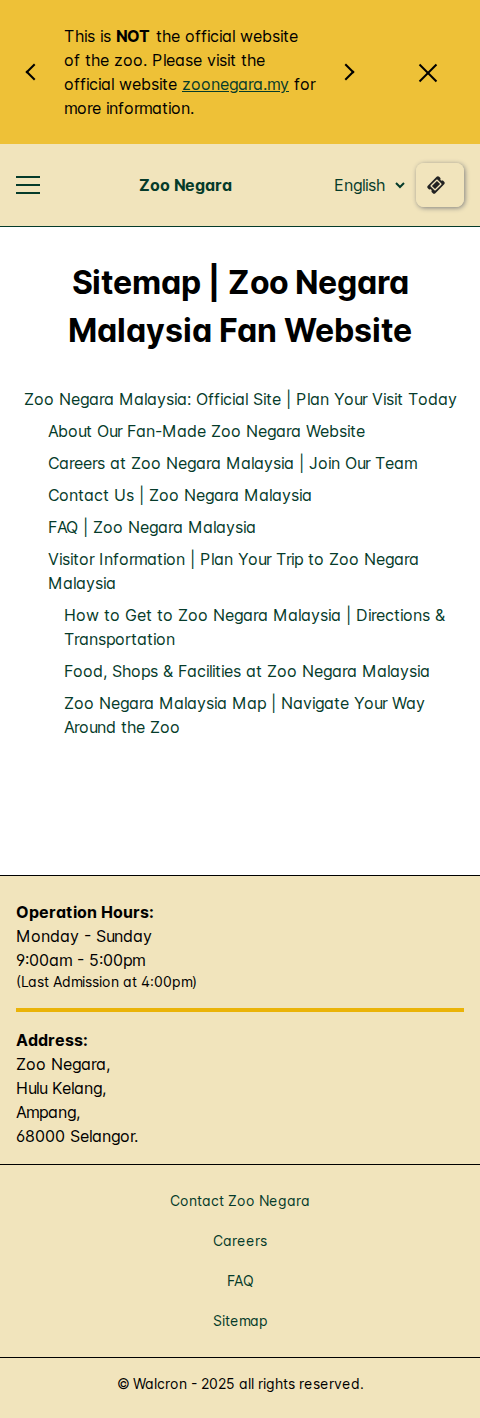 This is NOT the official website
of the zoo. Please visit the
official website zoonegara.my for
more information.
Zoo Negara
English
Sitemap | Zoo Negara
Malaysia Fan Website
Zoo Negara Malaysia: Official Site | Plan Your Visit Today
About Our Fan-Made Zoo Negara Website
Careers at Zoo Negara Malaysia | Join Our Team
Contact Us | Zoo Negara Malaysia
FAQ | Zoo Negara Malaysia
Visitor Information | Plan Your Trip to Zoo Negara
Malaysia
How to Get to Zoo Negara Malaysia | Directions &
Transportation
Food, Shops & Facilities at Zoo Negara Malaysia
Zoo Negara Malaysia Map | Navigate Your Way
Around the Zoo
Operation Hours:
Monday - Sunday
9:00am - 5:00pm
(Last Admission at 4:00pm)
Address:
Zoo Negara,
Hulu Kelang,
Ampang,
68000 Selangor.
Contact Zoo Negara
Careers
FAQ
Sitemap
© Walcron - 2025 all rights reserved.